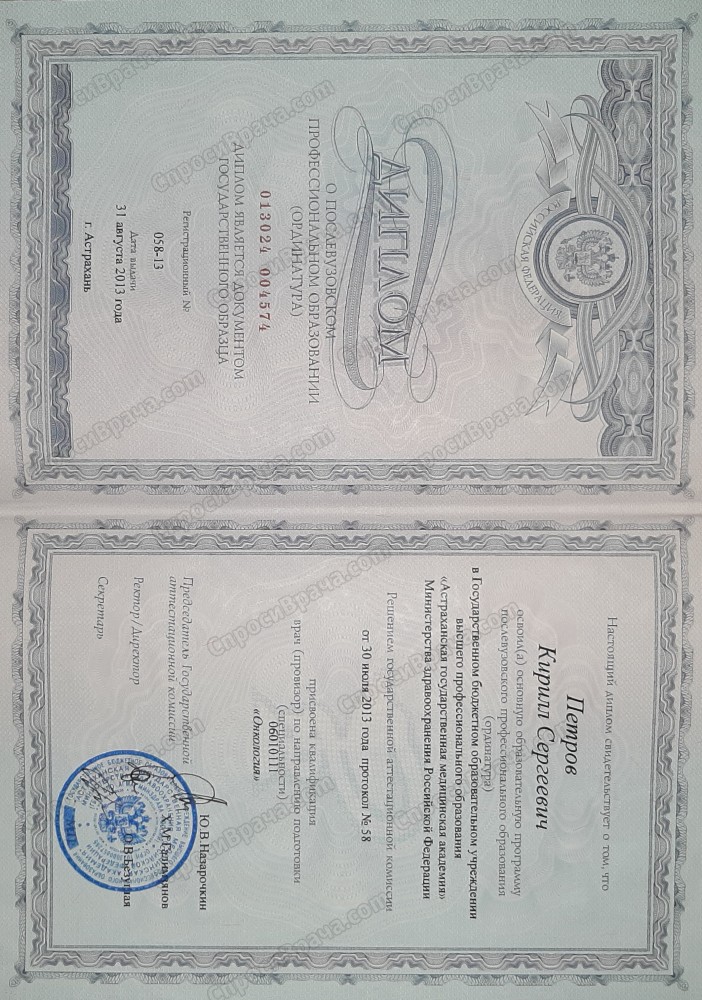 РОССИЙСКАЯ ФЕДЕРАЦИЯ
ДИПЛОМ
О ПОСЛЕВУЗОВСКОМ
ПРОФЕССИОНАЛЬНОМ ОБРАЗОВАНИИ
(ОРДИНАТУРА)
013024 004574
ДИПЛОМ ЯВЛЯЕТСЯ ДОКУМЕНТОМ
ГОСУДАРСТВЕННОГО ОБРАЗЦА
Регистрационный №
058-13
Дата выдачи
31 августа 2013 года
г. Астрахань
Настоящий диплом свидетельствует о том, что
Петров
Кирилл Сергеевич
освоил(а) основную образовательную программу
послевузовского профессионального образования
(ординатура)
в Государственном бюджетном образовательном учреждении
высшего профессионального образования
«Астраханская государственная медицинская академия»
Министерства здравоохранения Российской Федерации
Решением государственной аттестационной комиссии
от 30 июля 2013 года протокол № 58
присвоена квалификация
врач (провизор) по направлению подготовки
(специальности)
06010111
«Онкология»
Председатель Государственной
аттестационной комиссии
Ю.В.Назарочкин
Ректор/Директор
Х.М.Галимзянов
Секретарь
СпросиВрача.com